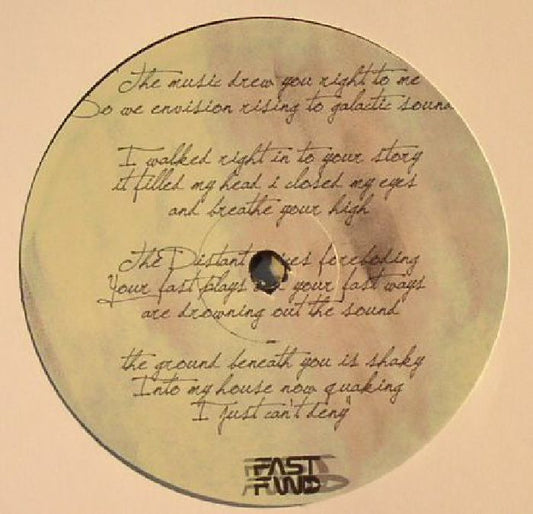 The music drew you right to me
So we envision rising to galactic sound
I walked right in to your story
it filled my head i closed my eyes
and breathe your high
the Distant foreboding
Your fast plays your fast ways
are drowning out the sound
the ground beneath you is shaky
Into my house now quaking
I just can't deny
FAST
FWD